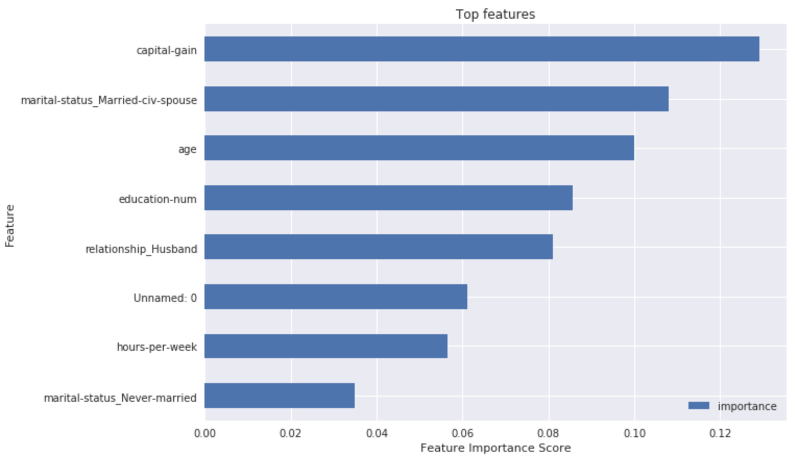 Top features
capital-gain
marital-status_Married-civ-spouse
age
education-num
relationship_Husband
Unnamed: 0
hours-per-week
marital-status_Never-married
Feature
importance
0.00 0.02 0.04 0.06 0.08 0.10 0.12
Feature Importance Score